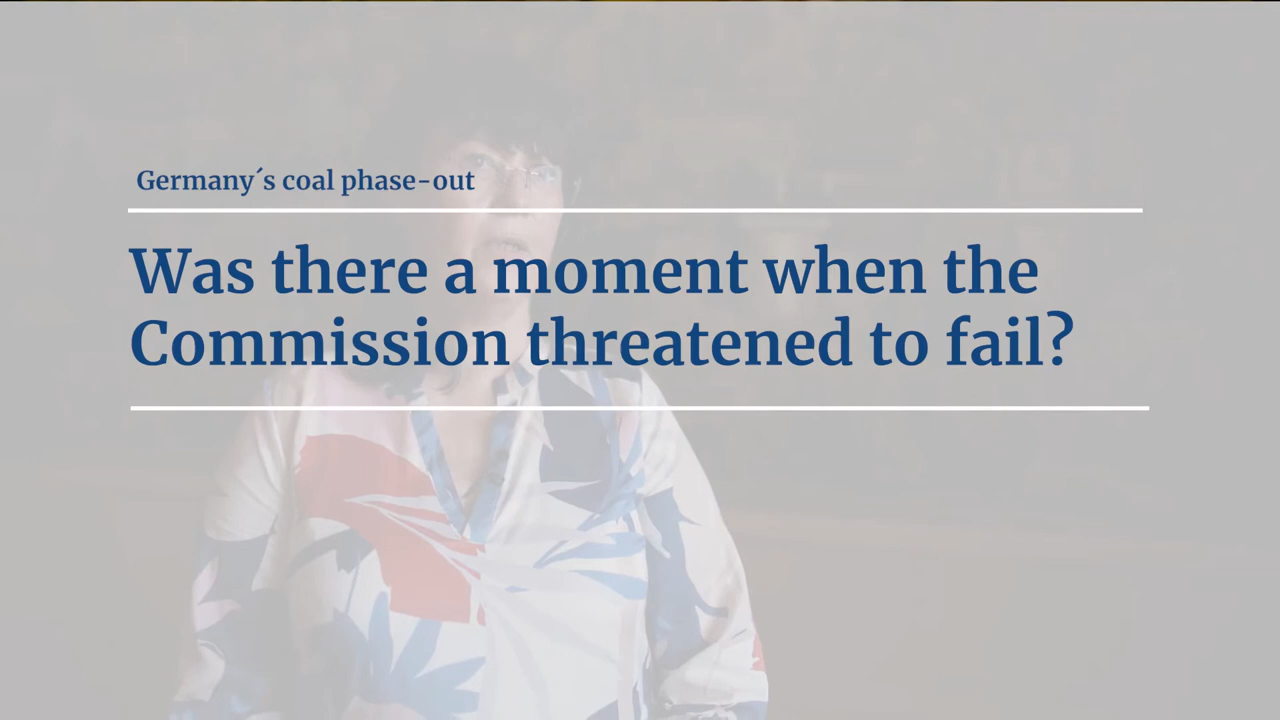 Germany´s coal phase-out
Was there a moment when the
Commission threatened to fail?